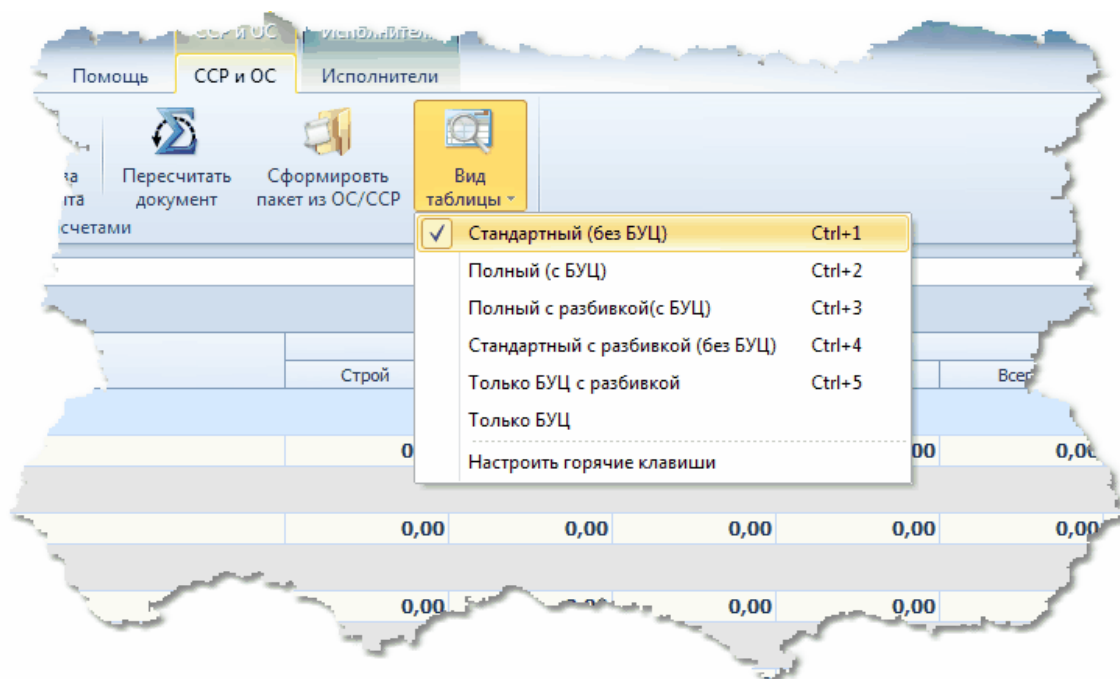 ССР и ОС
Помощь ССР и ОС Исполнители
Пересчитать документ
Сформировть пакет из ОС/ССР
Вид таблицы
счетами
Стандартный (без БУЦ) Ctrl+1
Полный (с БУЦ) Ctrl+2
Полный с разбивкой(с БУЦ) Ctrl+3
Стандартный с разбивкой (без БУЦ) Ctrl+4
Только БУЦ с разбивкой Ctrl+5
Только БУЦ
Настроить горячие клавиши
Строй
0,00 0,00 0,00 0,00 0,00
0,00 0,00 0,00